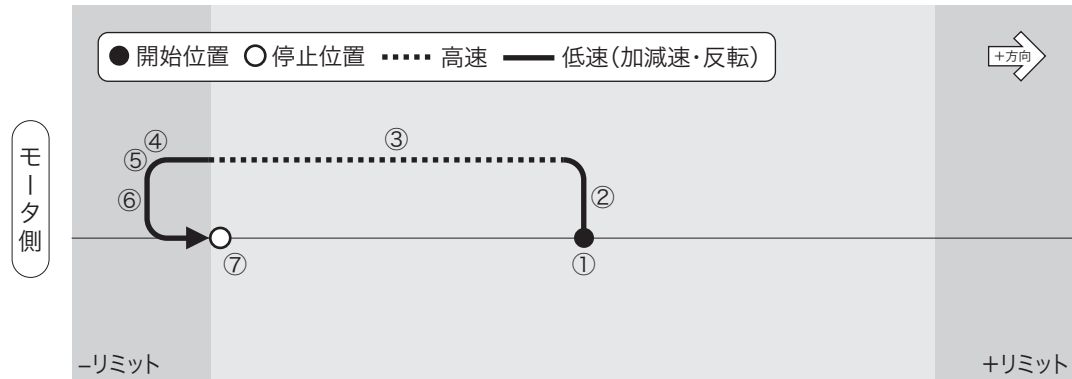 ●開始位置 ○停止位置 ･････ 高速 ━━ 低速(加減速･反転)
+方向
モータ側
④
⑤
③
⑥
②
⑦
①
−リミット
+リミット